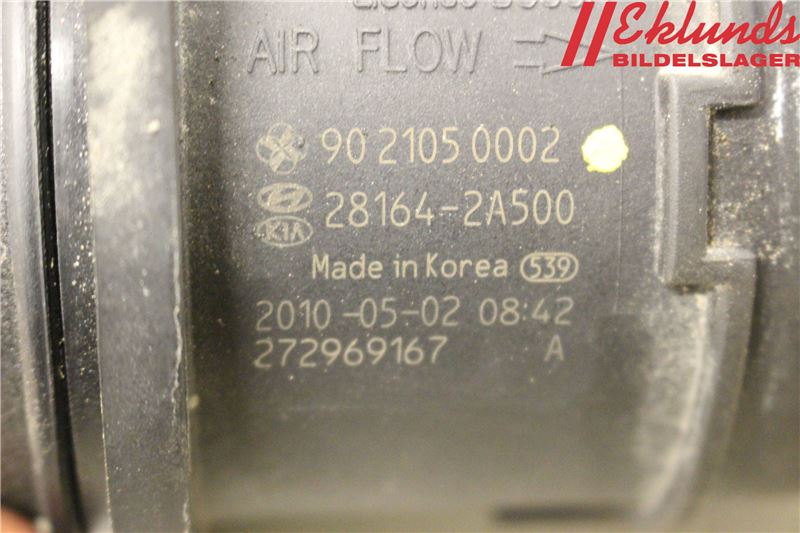 Eklunds
BILDELSLAGER
AIR FLOW
90 2105 0002
28164-2A500
KIA
Made in Korea 539
2010-05-02 08:42
272969167 A